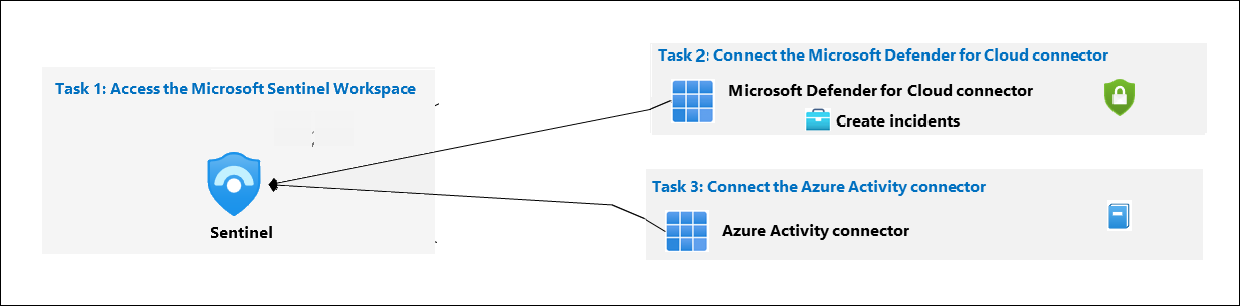 Task 1: Access the Microsoft Sentinel Workspace
;
Sentinel
Task 2: Connect the Microsoft Defender for Cloud connector
Microsoft Defender for Cloud connector
Create incidents
Task 3: Connect the Azure Activity connector
Azure Activity connector